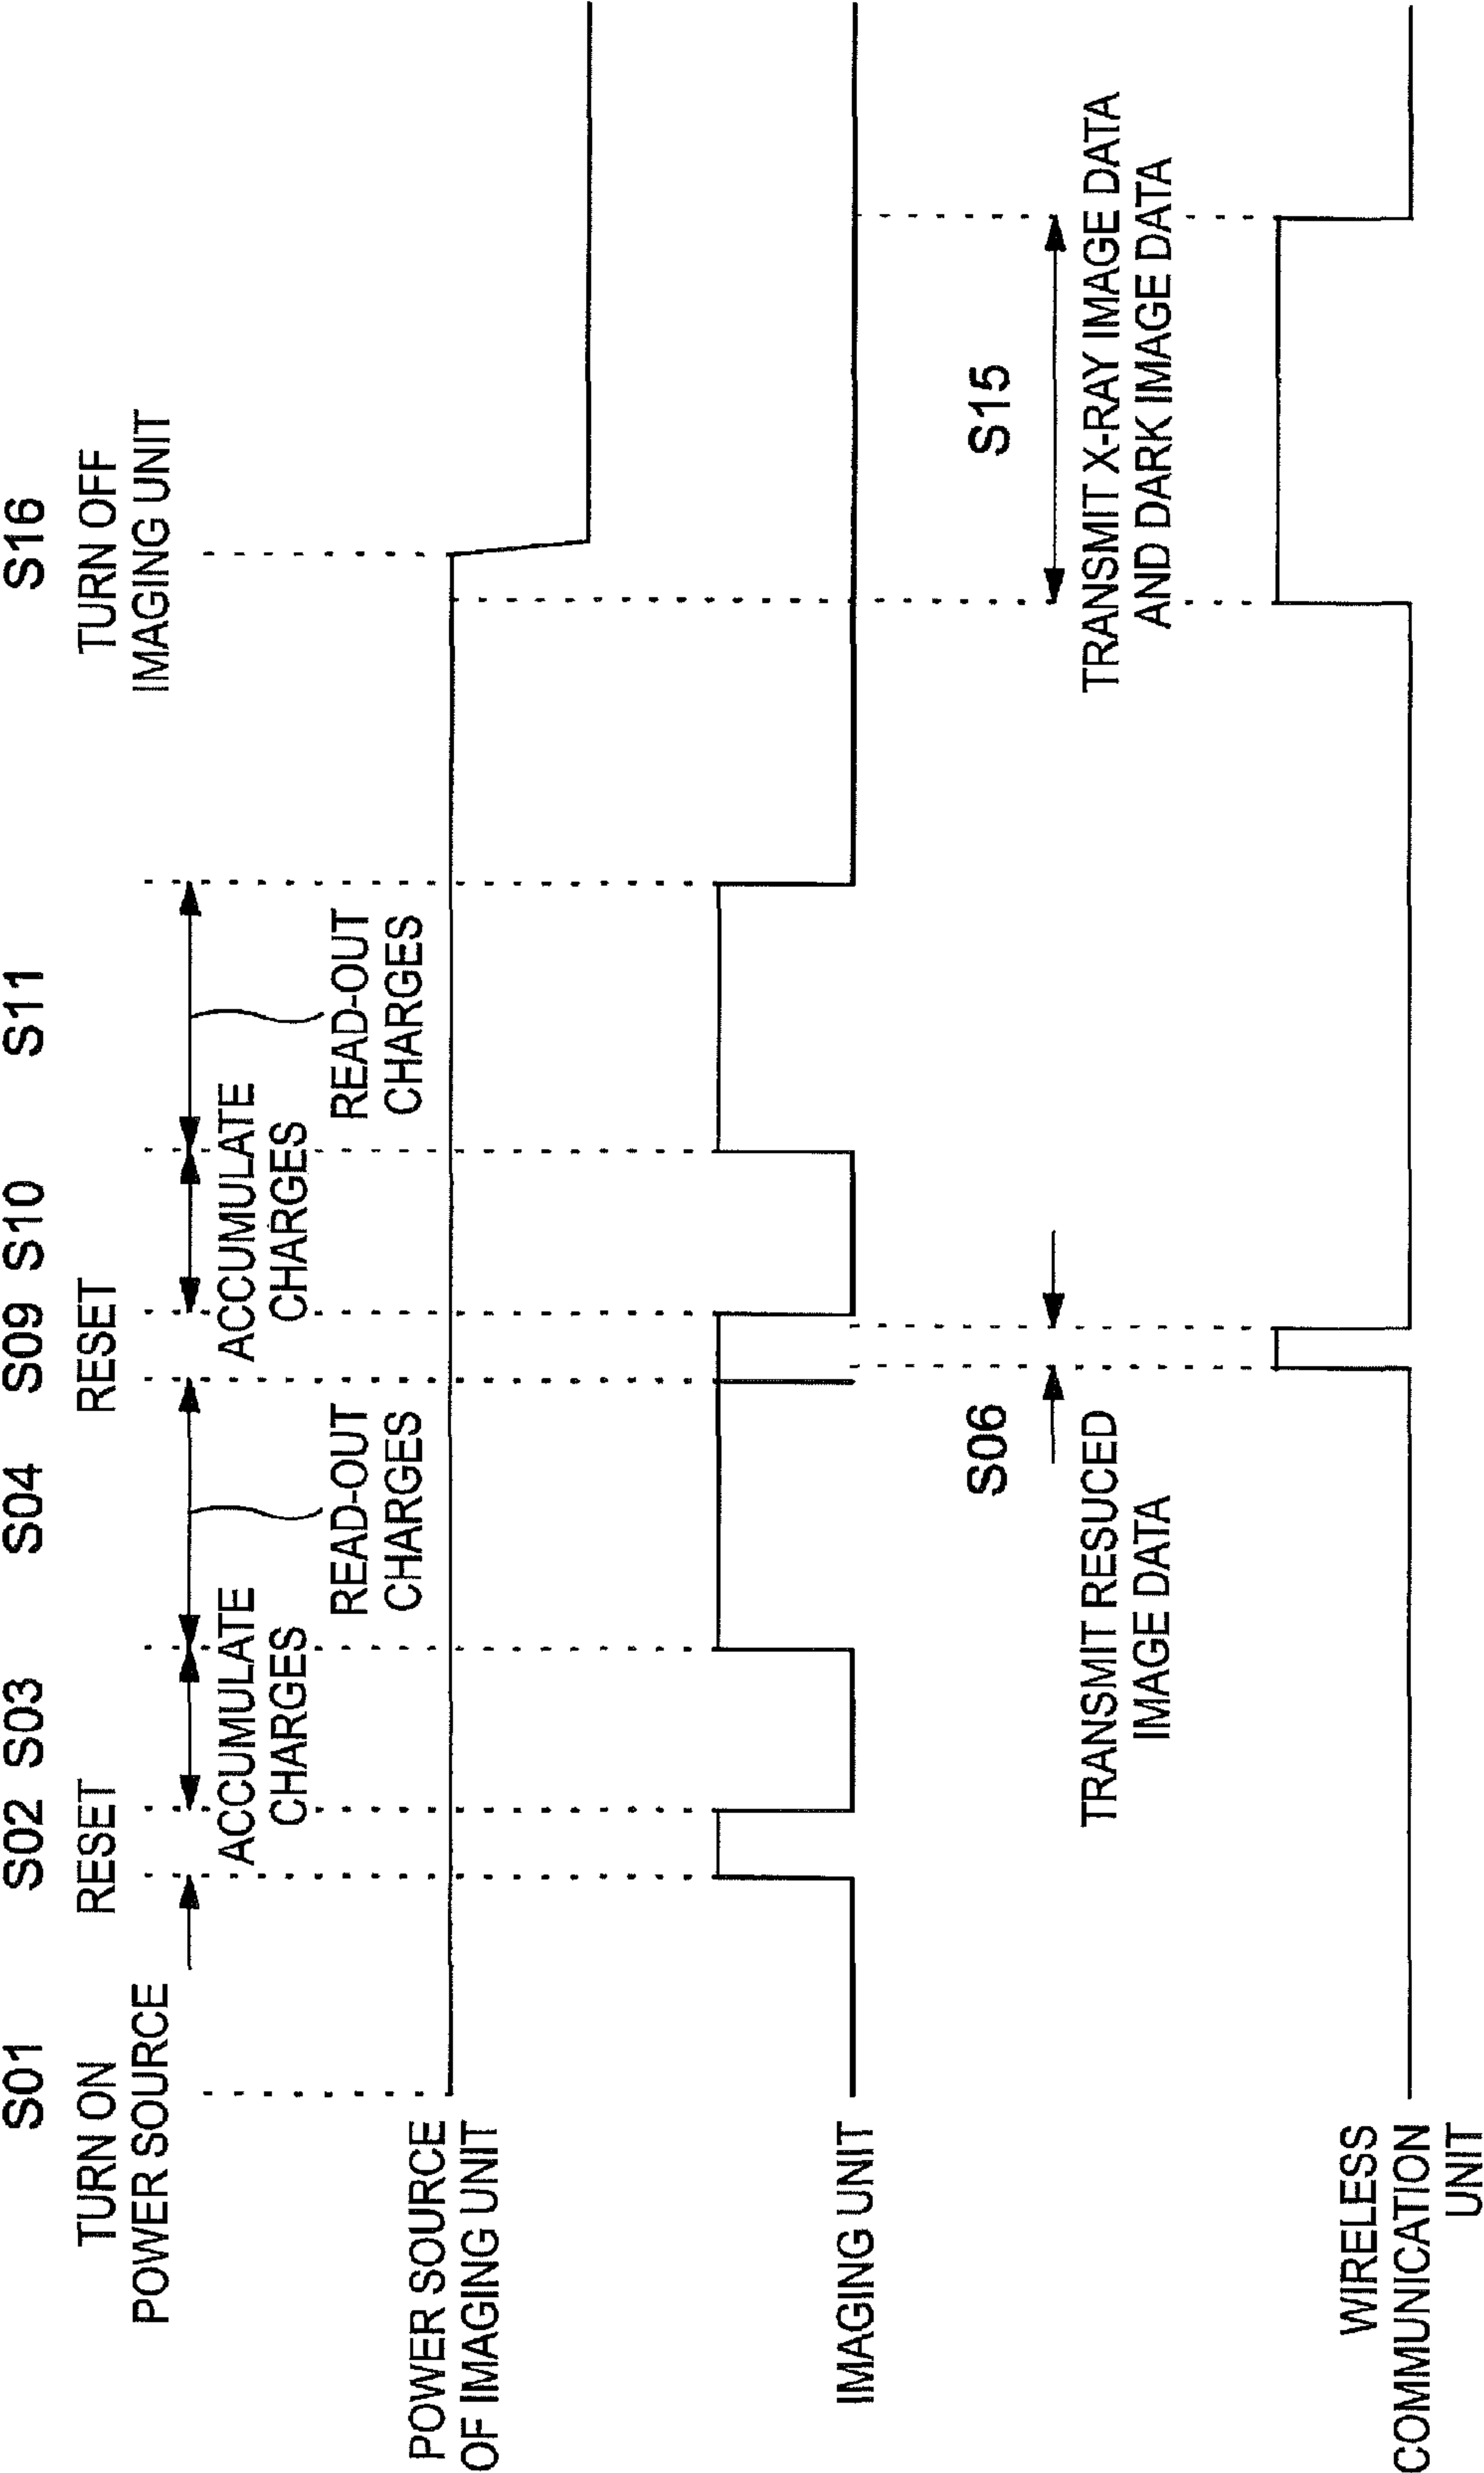 S01
TURN ON
POWER SOURCE
S02
RESET
S03
ACCUMULATE
CHARGES
S04
READ-OUT
CHARGES
S09
RESET
S10
ACCUMULATE
CHARGES
S11
READ-OUT
CHARGES
S16
TURN OFF
IMAGING UNIT
POWER SOURCE
OF IMAGING UNIT
IMAGING UNIT
S06
TRANSMIT RESUCED
IMAGE DATA
S15
TRANSMIT X-RAY IMAGE DATA
AND DARK IMAGE DATA
WIRELESS
COMMUNICATION
UNIT